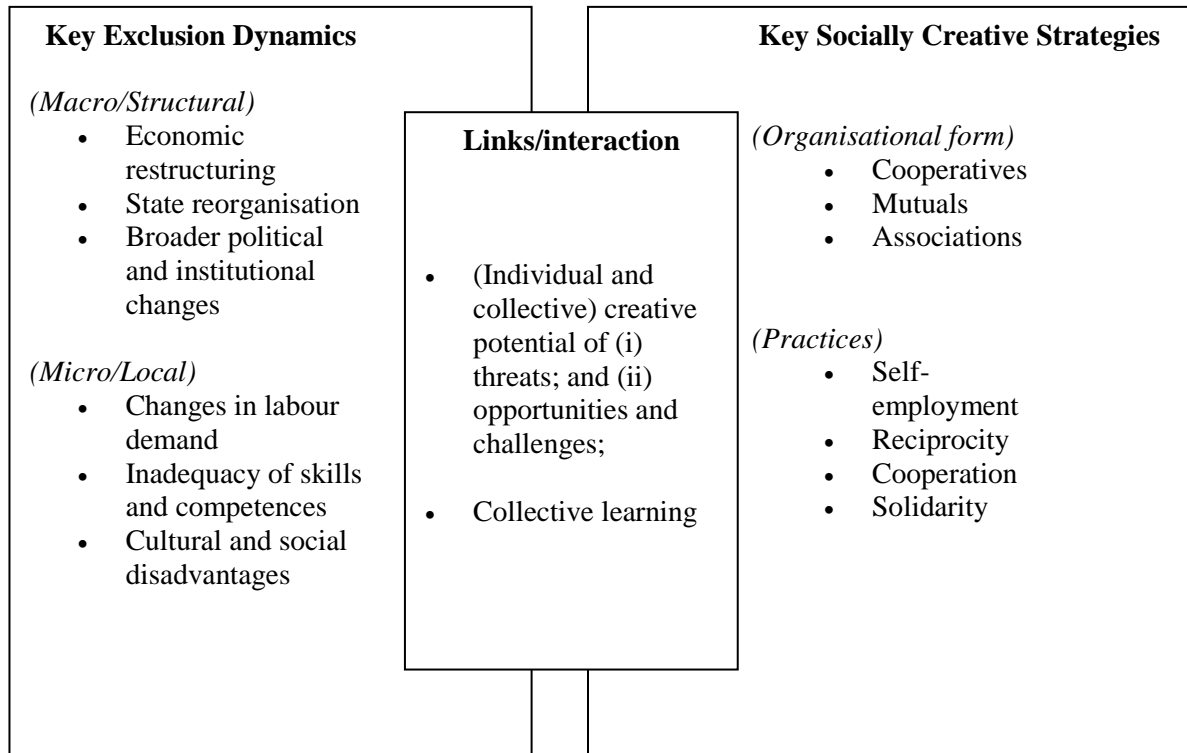 Key Exclusion Dynamics
(Macro/Structural)
• Economic
restructuring
• State reorganisation
• Broader political
and institutional
changes
(Micro/Local)
• Changes in labour
demand
• Inadequacy of skills
and competences
• Cultural and social
disadvantages
Links/interaction
• (Individual and
collective) creative
potential of (i)
threats; and (ii)
opportunities and
challenges;
• Collective learning
Key Socially Creative Strategies
(Organisational form)
• Cooperatives
• Mutuals
• Associations
(Practices)
• Self-
employment
• Reciprocity
• Cooperation
• Solidarity